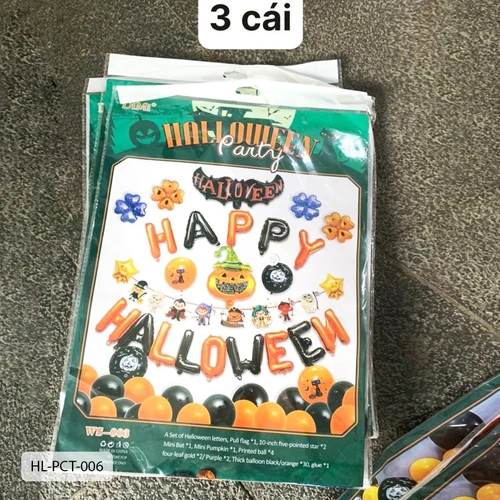 3 cái
HALLOWEEN
Party
HALLOWEEN
HAPPY
HALLOWEEN
A Set of Halloween letters, Pull flag *1, 10-inch five-pointed star *2
Mini Bat *1, Mini Pumpkin *1, Printed ball *4
four-leaf gold *2/ Purple *2, Thick balloon black/orange *30, glue *1
HL-PCT-006